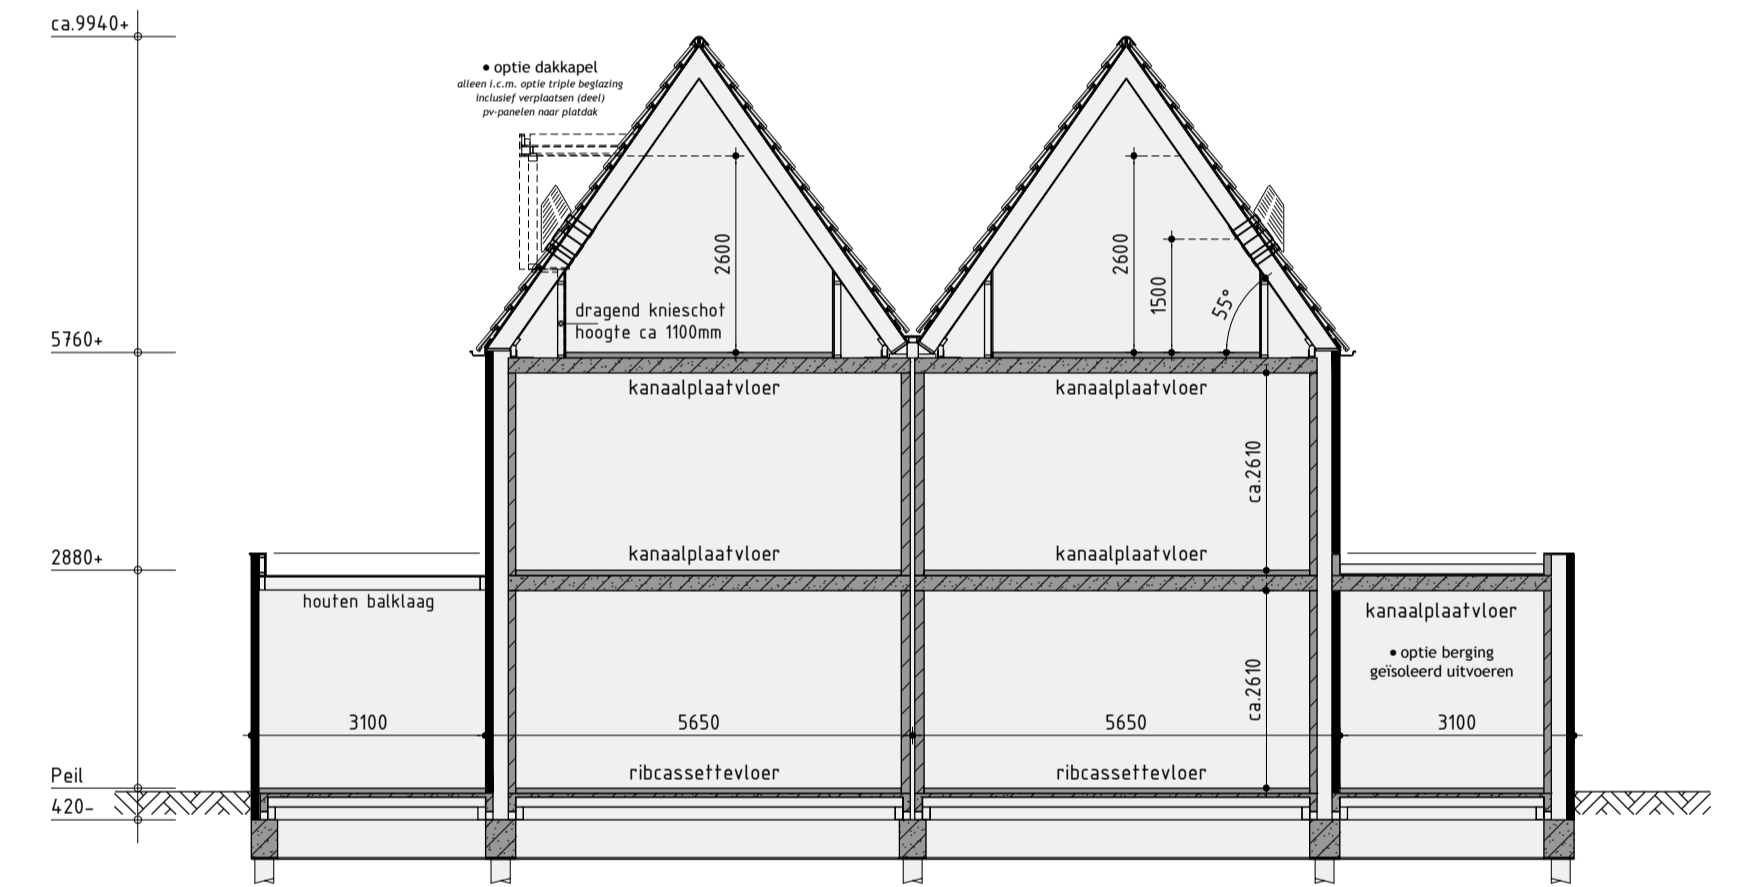 ca.9940+
• optie dakkapel
alleen i.c.m. optie triple beglazing
inclusief verplaatsen (deel)
pv-panelen naar platdak
2600
2600
1500
55°
dragend knieschot
hoogte ca 1100mm
5760+
kanaalplaatvloer
kanaalplaatvloer
ca.2610
2880+
kanaalplaatvloer
kanaalplaatvloer
houten balklaag
kanaalplaatvloer
• optie berging
geïsoleerd uitvoeren
ca.2610
3100
5650
5650
3100
Peil
ribcassettevloer
ribcassettevloer
420-